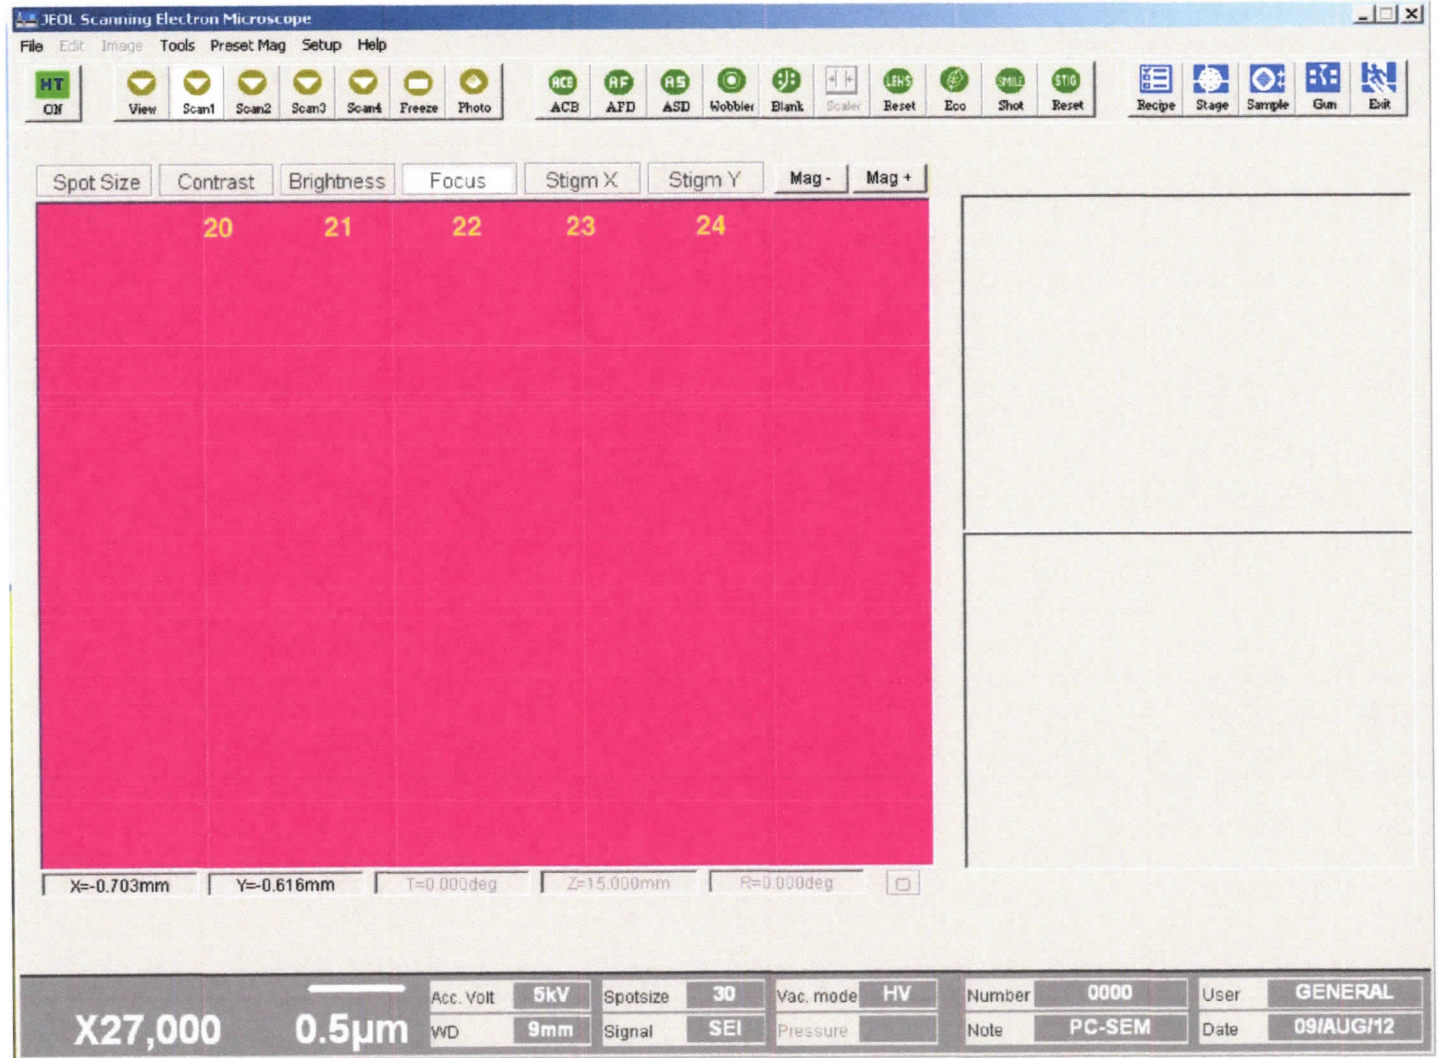 JEOL Scanning Electron Microscope
File Edit Image Tools Preset Mag Setup Help
HT ACB AF AS LENS SMILE STIG
ON View Scan1 Scan2 Scan3 Scan4 Freeze Photo ACB AFD ASD Wobbler Blank Scaler Reset Eco Shot Reset Recipe Stage Sample Gun Exit
Spot Size Contrast Brightness Focus Stigm X Stigm Y Mag - Mag +
20 21 22 23 24
X=-0.703mm Y=-0.616mm T=0.000deg Z=15.000mm R=0.000deg
Acc. Volt 5kV Spotsize 30 Vac. mode HV Number 0000 User GENERAL
X27,000 0.5µm WD 9mm Signal SEI Pressure Note PC-SEM Date 09/AUG/12